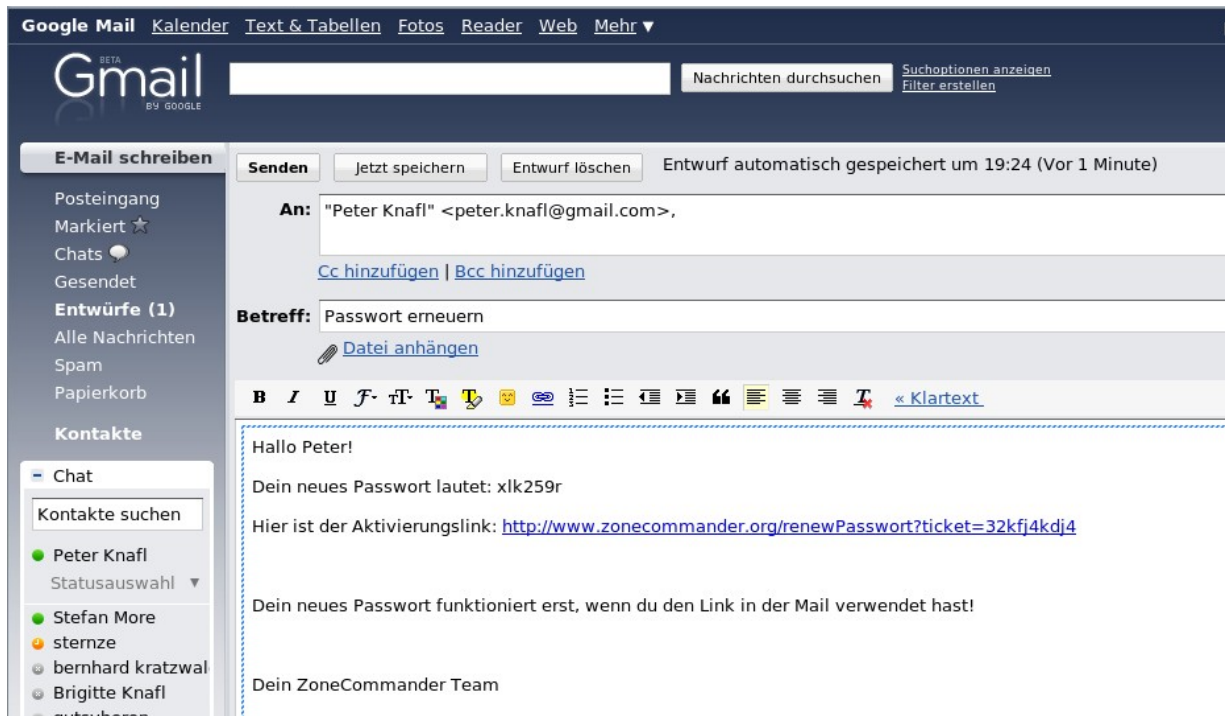 Google Mail Kalender Text & Tabellen Fotos Reader Web Mehr ▼
BETA
Gmail
BY GOOGLE
Nachrichten durchsuchen
Suchoptionen anzeigen
Filter erstellen
E-Mail schreiben
Posteingang
Markiert
Chats
Gesendet
Entwürfe (1)
Alle Nachrichten
Spam
Papierkorb
Kontakte
Chat
Kontakte suchen
Peter Knafl
Statusauswahl ▼
Stefan More
sternze
bernhard kratzwal
Brigitte Knafl
Senden Jetzt speichern Entwurf löschen Entwurf automatisch gespeichert um 19:24 (Vor 1 Minute)
An: "Peter Knafl" <peter.knafl@gmail.com>,
Cc hinzufügen | Bcc hinzufügen
Betreff: Passwort erneuern
Datei anhängen
B I U « Klartext
Hallo Peter!
Dein neues Passwort lautet: xlk259r
Hier ist der Aktivierungslink: http://www.zonecommander.org/renewPasswort?ticket=32kfj4kdj4
Dein neues Passwort funktioniert erst, wenn du den Link in der Mail verwendet hast!
Dein ZoneCommander Team